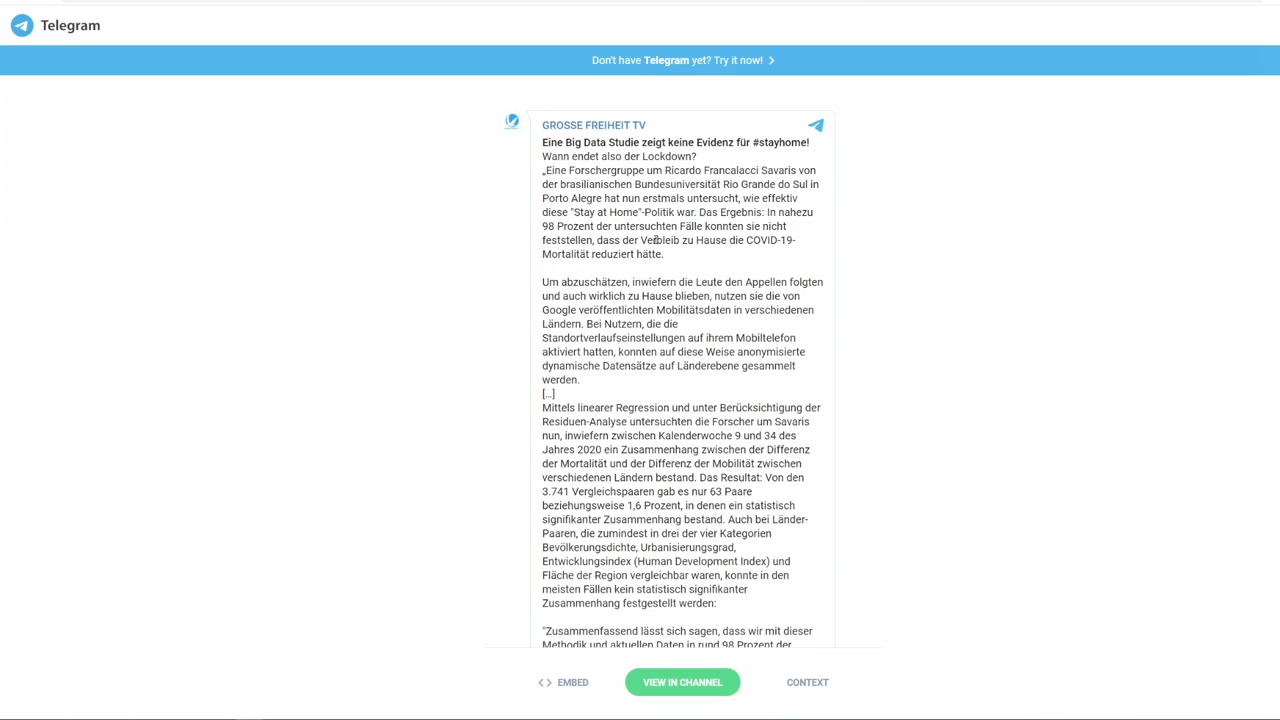 Telegram
Don't have Telegram yet? Try it now!
GROSSE FREIHEIT TV
Eine Big Data Studie zeigt keine Evidenz für #stayhome!
Wann endet also der Lockdown?
„Eine Forschergruppe um Ricardo Francalacci Savaris von
der brasilianischen Bundesuniversität Rio Grande do Sul in
Porto Alegre hat nun erstmals untersucht, wie effektiv
diese "Stay at Home"-Politik war. Das Ergebnis: In nahezu
98 Prozent der untersuchten Fälle konnten sie nicht
feststellen, dass der Verbleib zu Hause die COVID-19-
Mortalität reduziert hätte.
Um abzuschätzen, inwiefern die Leute den Appellen folgten
und auch wirklich zu Hause blieben, nutzen sie die von
Google veröffentlichten Mobilitätsdaten in verschiedenen
Ländern. Bei Nutzern, die die
Standortverlaufseinstellungen auf ihrem Mobiltelefon
aktiviert hatten, konnten auf diese Weise anonymisierte
dynamische Datensätze auf Länderebene gesammelt
werden.
[...]
Mittels linearer Regression und unter Berücksichtigung der
Residuen-Analyse untersuchten die Forscher um Savaris
nun, inwiefern zwischen Kalenderwoche 9 und 34 des
Jahres 2020 ein Zusammenhang zwischen der Differenz
der Mortalität und der Differenz der Mobilität zwischen
verschiedenen Ländern bestand. Das Resultat: Von den
3.741 Vergleichspaaren gab es nur 63 Paare
beziehungsweise 1,6 Prozent, in denen ein statistisch
signifikanter Zusammenhang bestand. Auch bei Länder-
Paaren, die zumindest in drei der vier Kategorien
Bevölkerungsdichte, Urbanisierungsgrad,
Entwicklungsindex (Human Development Index) und
Fläche der Region vergleichbar waren, konnte in den
meisten Fällen kein statistisch signifikanter
Zusammenhang festgestellt werden:
"Zusammenfassend lässt sich sagen, dass wir mit dieser
Methodik und aktuellen Daten in rund 98 Prozent der
EMBED
VIEW IN CHANNEL
CONTEXT